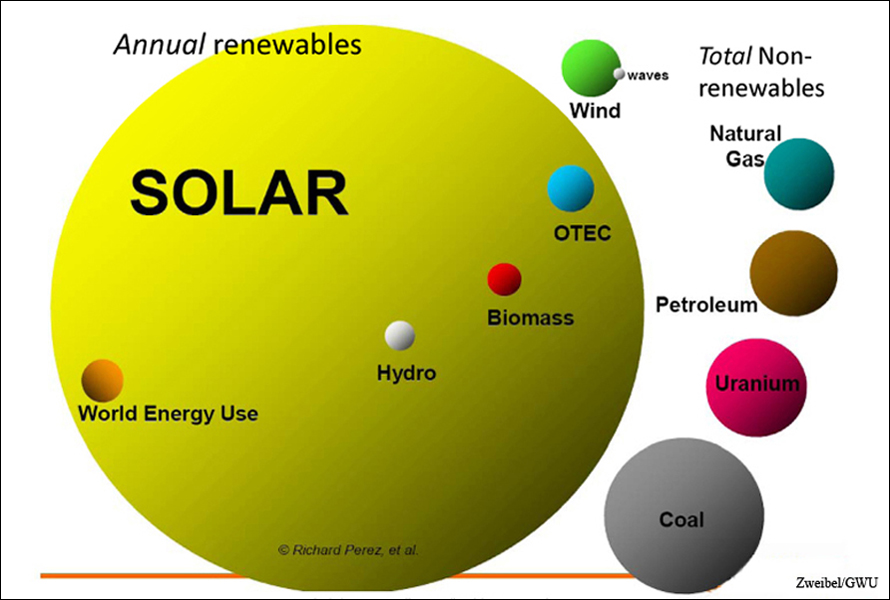 Annual renewables
Total Non-
renewables
waves
Wind
Natural
Gas
SOLAR
OTEC
Biomass
Petroleum
Hydro
Uranium
World Energy Use
Coal
© Richard Perez, et al.
Zweibel/GWU